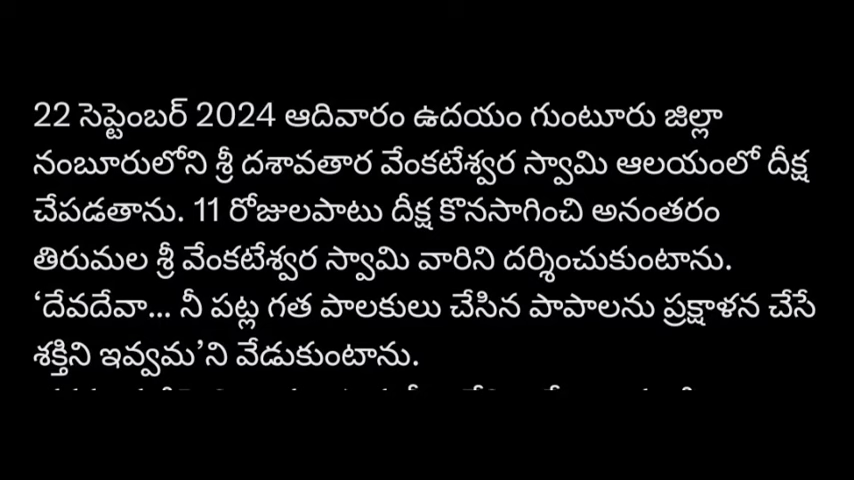 22 సెప్టెంబర్ 2024 ఆదివారం ఉదయం గుంటూరు జిల్లా
నంబూరులోని శ్రీ దశావతార వేంకటేశ్వర స్వామి ఆలయంలో దీక్ష
చేపడతాను. 11 రోజులపాటు దీక్ష కొనసాగించి అనంతరం
తిరుమల శ్రీ వేంకటేశ్వర స్వామి వారిని దర్శించుకుంటాను.
‘దేవదేవా... నీ పట్ల గత పాలకులు చేసిన పాపాలను ప్రక్షాళన చేసే
శక్తిని ఇవ్వమ’ని వేడుకుంటాను.